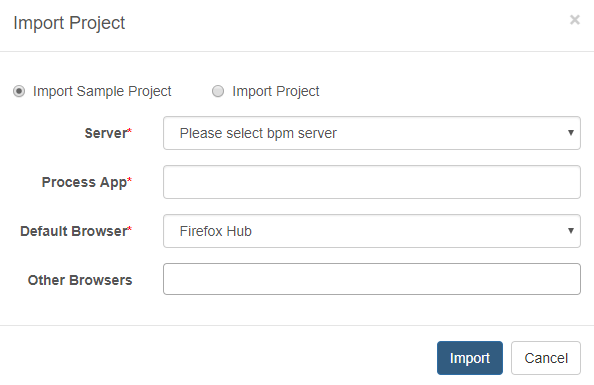 Import Project
×
Import Sample Project Import Project
Server*
Please select bpm server
Process App*
Default Browser*
Firefox Hub
Other Browsers
Import Cancel